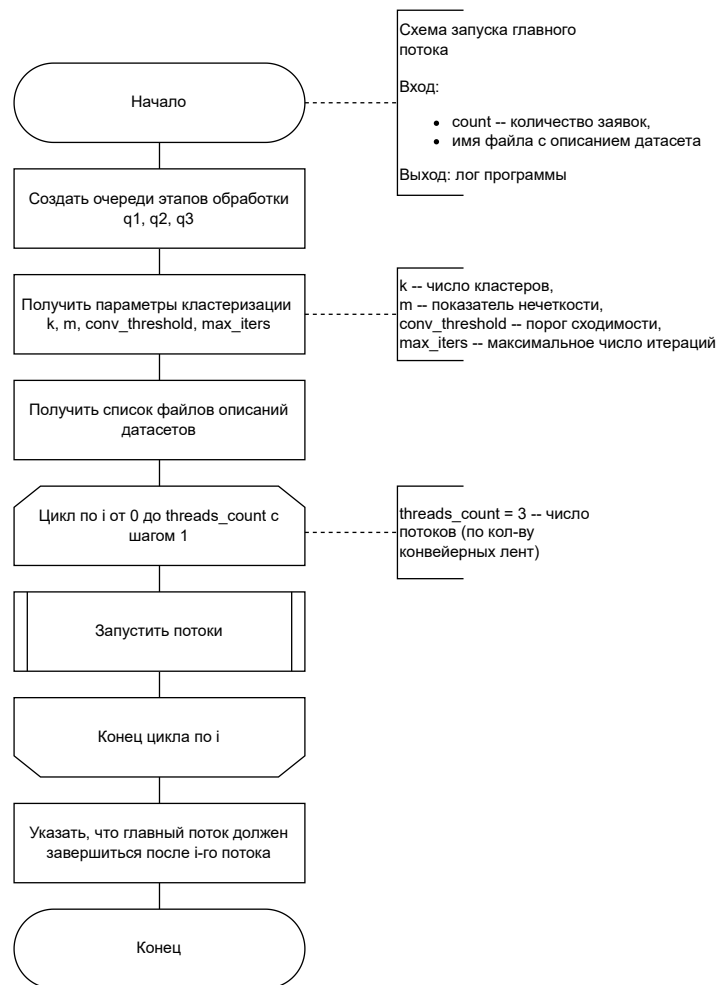 Схема запуска главного
потока
Вход:
count -- количество заявок,
имя файла с описанием датасета
Выход: лог программы
Начало
Создать очереди этапов обработки
q1, q2, q3
Получить параметры кластеризации
k, m, conv_threshold, max_iters
k -- число кластеров,
m -- показатель нечеткости,
conv_threshold -- порог сходимости,
max_iters -- максимальное число итераций
Получить список файлов описаний
датасетов
Цикл по i от 0 до threads_count с
шагом 1
threads_count = 3 -- число
потоков (по кол-ву
конвейерных лент)
Запустить потоки
Конец цикла по i
Указать, что главный поток должен
завершиться после i-го потока
Конец